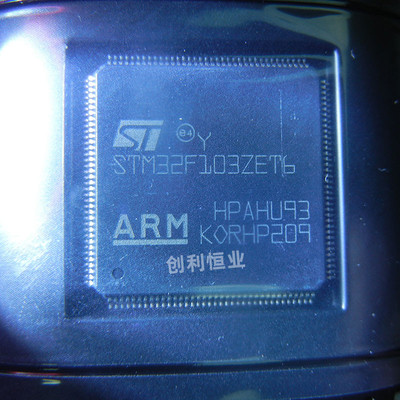 ST e4 Y
STM32F103ZET6
ARM HPAHU93
KORHP209
创利恒业